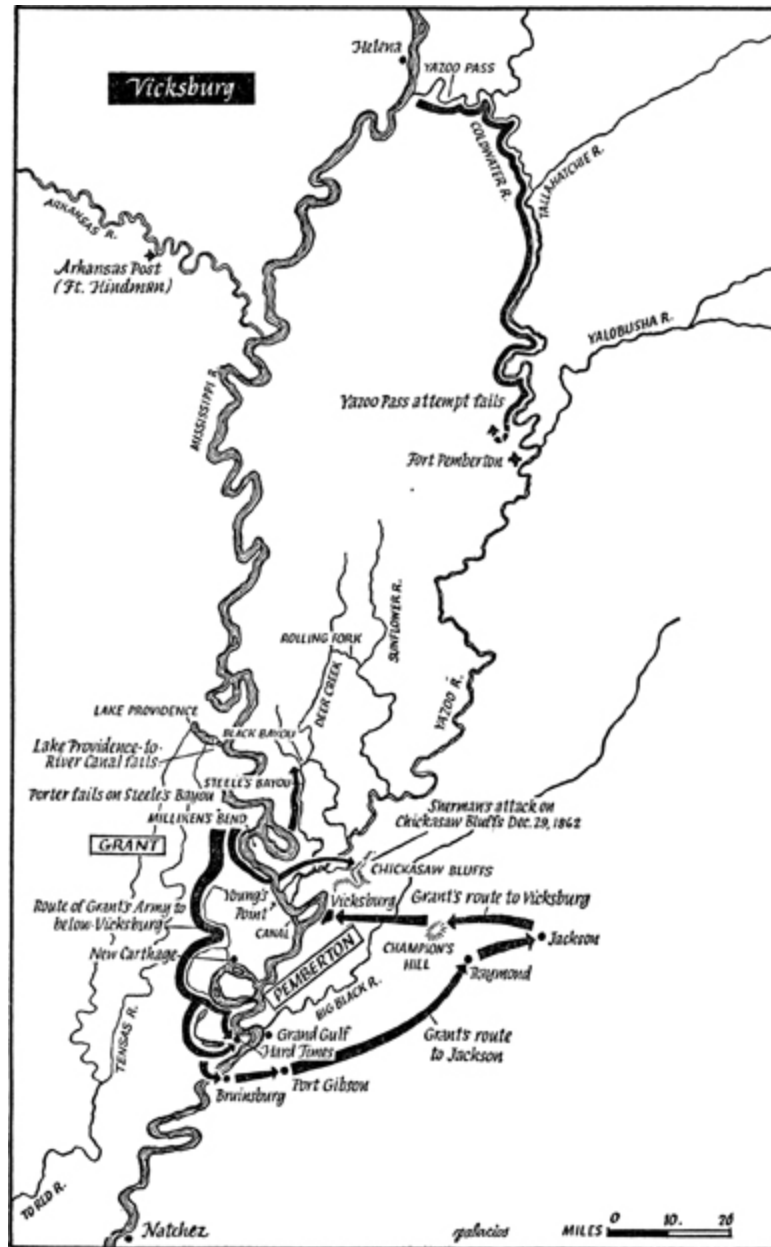 Helena
YAZOO PASS
Vicksburg
COLDWATER R.
TALLAHATCHIE R.
ARKANSAS R.
Arkansas Post
(Ft. Hindman)
YALOBUSHA R.
MISSISSIPPI R.
Yazoo Pass attempt fails
Fort Pemberton
SUNFLOWER R.
ROLLING FORK
DEER CREEK
YAZOO R.
LAKE PROVIDENCE
BLACK BAYOU
Lake Providence-to-
River Canal fails
STEELE'S BAYOU
Porter fails on Steele's Bayou
MILLIKEN'S BEND
Sherman's attack on
Chickasaw Bluffs Dec. 29, 1862
GRANT
CHICKASAW BLUFFS
Young's
Point
Vicksburg
Grant's route to Vicksburg
Route of Grant's Army to
below Vicksburg
CANAL
CHAMPION'S
HILL
Jackson
New Carthage
PEMBERTON
Raymond
BIG BLACK R.
TENSAS R.
Grand Gulf
Hard Times
Grant's route
to Jackson
Bruinsburg
Port Gibson
TO RED R.
Natchez
palacios
MILES
0 10. 20